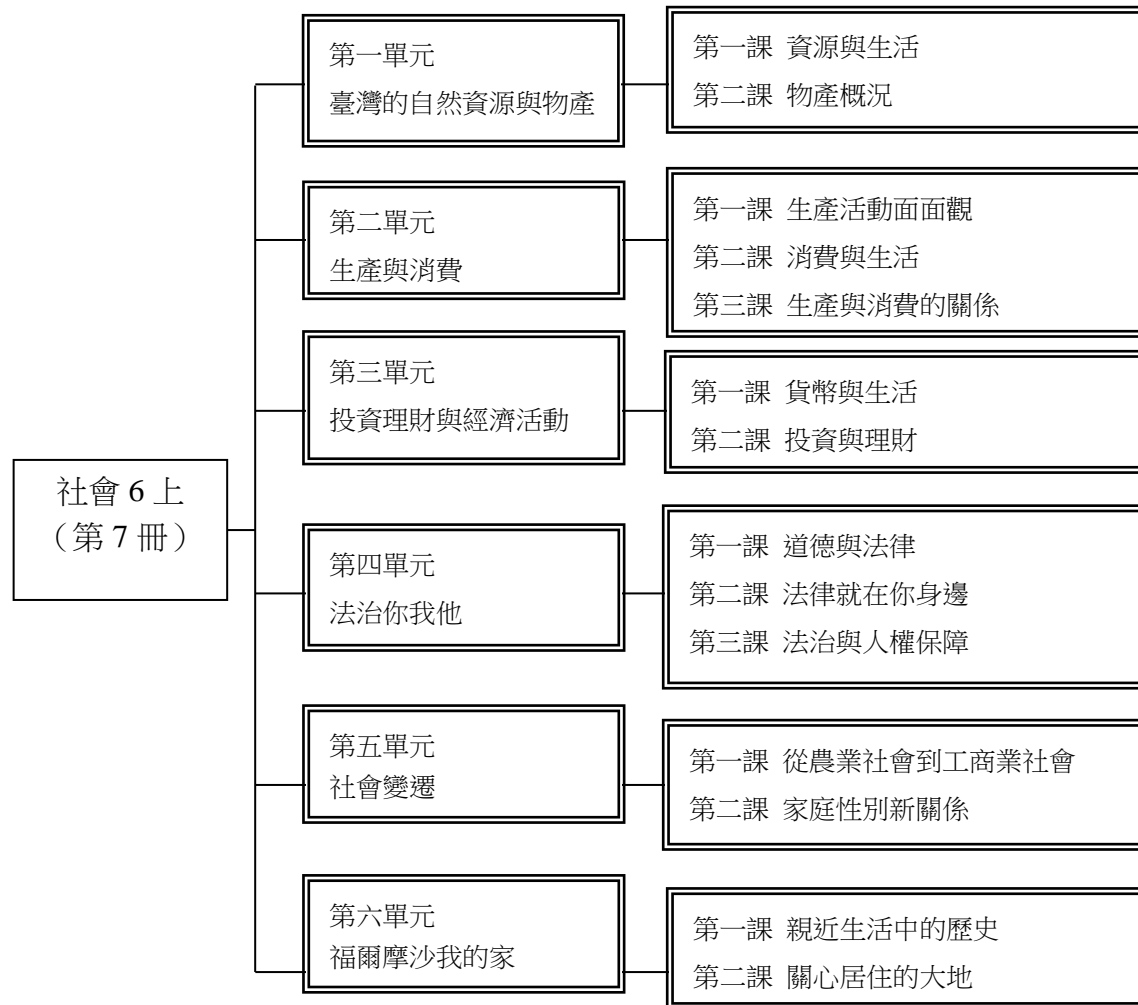 第一單元
臺灣的自然資源與物產
第一課 資源與生活
第二課 物產概況
第二單元
生產與消費
第一課 生產活動面面觀
第二課 消費與生活
第三課 生產與消費的關係
第三單元
投資理財與經濟活動
第一課 貨幣與生活
第二課 投資與理財
社會 6 上
（第 7 冊）
第四單元
法治你我他
第一課 道德與法律
第二課 法律就在你身邊
第三課 法治與人權保障
第五單元
社會變遷
第一課 從農業社會到工商業社會
第二課 家庭性別新關係
第六單元
福爾摩沙我的家
第一課 親近生活中的歷史
第二課 關心居住的大地